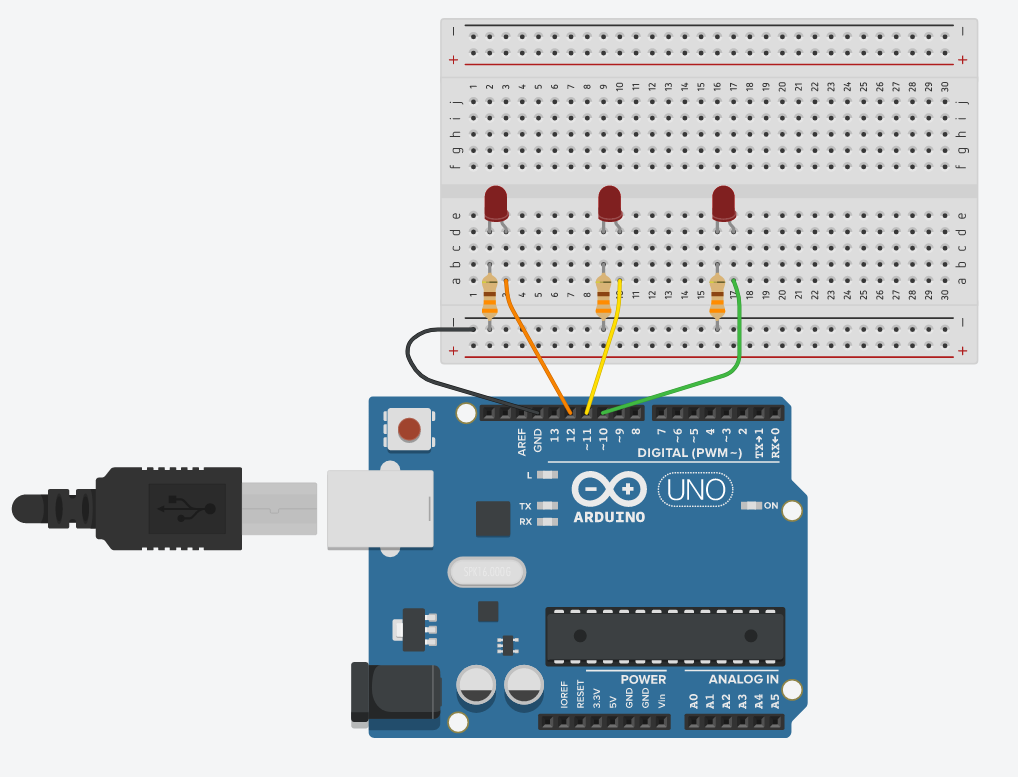 − −
+ +
1 2 3 4 5 6 7 8 9 10 11 12 13 14 15 16 17 18 19 20 21 22 23 24 25 26 27 28 29 30
j j
i i
h h
g g
f f
e e
d d
c c
b b
a a
1 3 4 5 6 7 8 10 11 12 13 14 15 17 18 19 20 21 22 23 24 25 26 27 28 29 30
− −
+ +
AREF GND 13 12 ~11 ~10 ~9 8 7 ~6 ~5 4 ~3 2 TX→1 RX←0
DIGITAL (PWM~)
L
TX
RX
ARDUINO
UNO
ON
SPK16.000G
POWER ANALOG IN
IOREF RESET 3.3V 5V GND GND Vin A0 A1 A2 A3 A4 A5